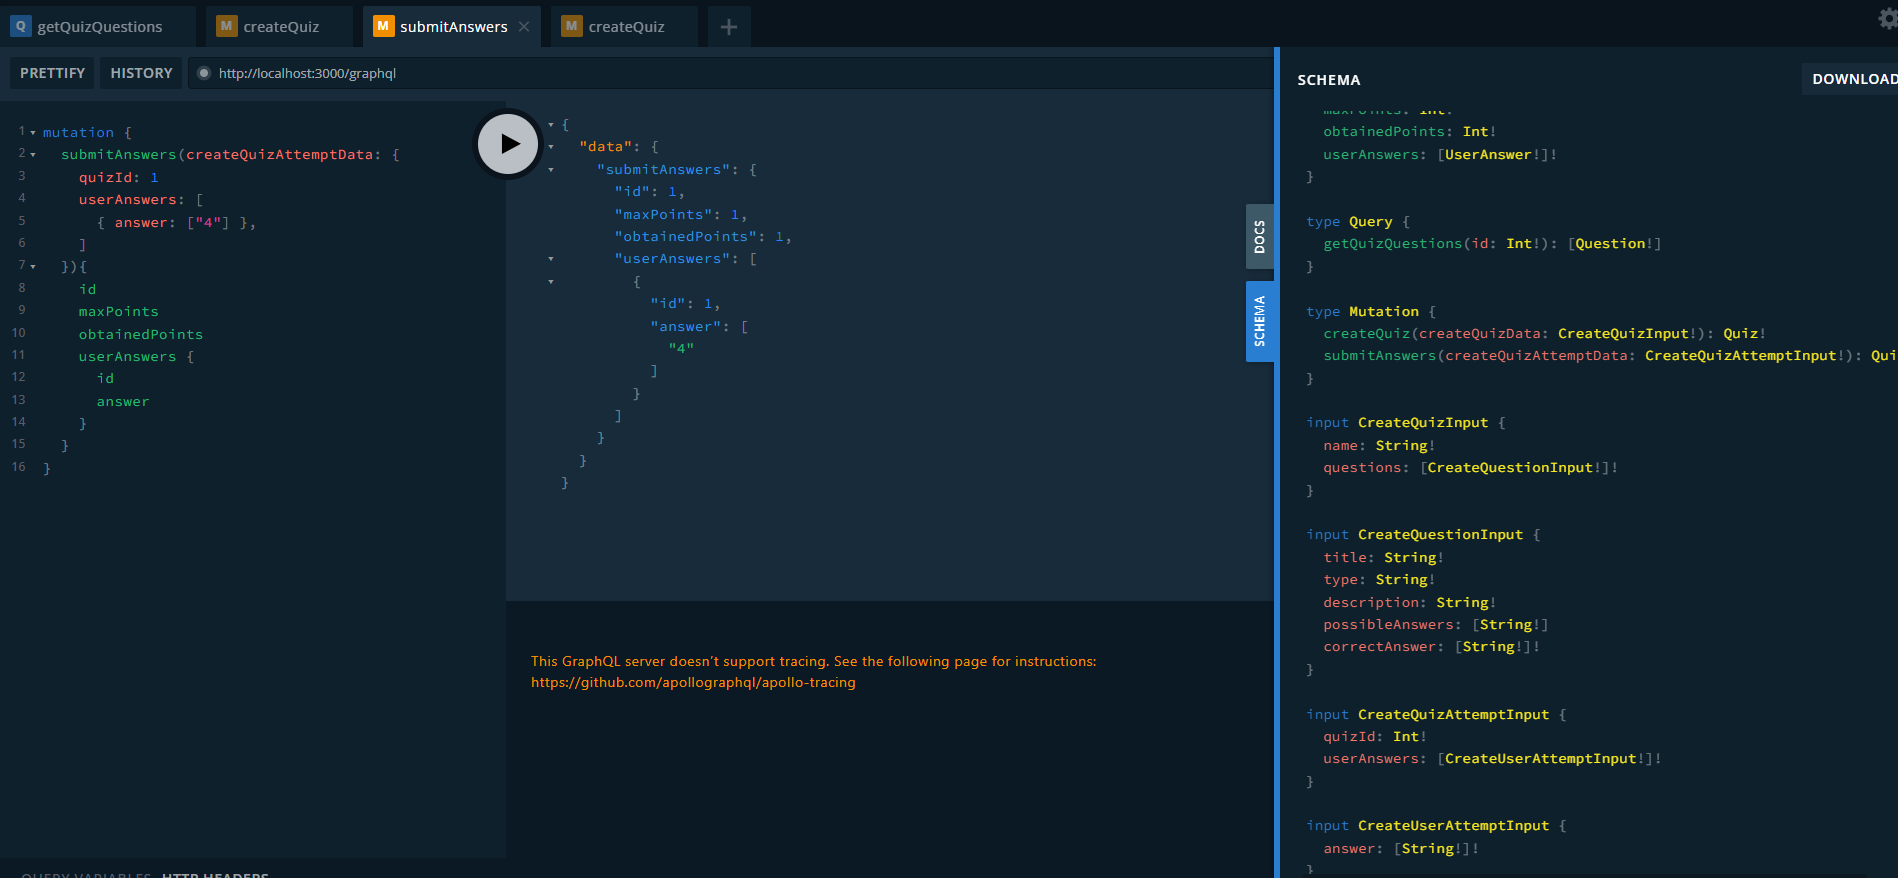 Q getQuizQuestions
M createQuiz
M submitAnswers ×
M createQuiz
+
PRETTIFY HISTORY http://localhost:3000/graphql
1 mutation {
2 submitAnswers(createQuizAttemptData: {
3 quizId: 1
4 userAnswers: [
5 { answer: ["4"] },
6 ]
7 }){
8 id
9 maxPoints
10 obtainedPoints
11 userAnswers {
12 id
13 answer
14 }
15 }
16 }
{
"data": {
"submitAnswers": {
"id": 1,
"maxPoints": 1,
"obtainedPoints": 1,
"userAnswers": [
{
"id": 1,
"answer": [
"4"
]
}
]
}
}
}
This GraphQL server doesn't support tracing. See the following page for instructions:
https://github.com/apollographql/apollo-tracing
QUERY VARIABLES HTTP HEADERS
DOCS
SCHEMA
SCHEMA
DOWNLOAD
maxPoints: Int!
obtainedPoints: Int!
userAnswers: [UserAnswer!]!
}
type Query {
getQuizQuestions(id: Int!): [Question!]
}
type Mutation {
createQuiz(createQuizData: CreateQuizInput!): Quiz!
submitAnswers(createQuizAttemptData: CreateQuizAttemptInput!): Qui
}
input CreateQuizInput {
name: String!
questions: [CreateQuestionInput!]!
}
input CreateQuestionInput {
title: String!
type: String!
description: String!
possibleAnswers: [String!]
correctAnswer: [String!]!
}
input CreateQuizAttemptInput {
quizId: Int!
userAnswers: [CreateUserAttemptInput!]!
}
input CreateUserAttemptInput {
answer: [String!]!
}